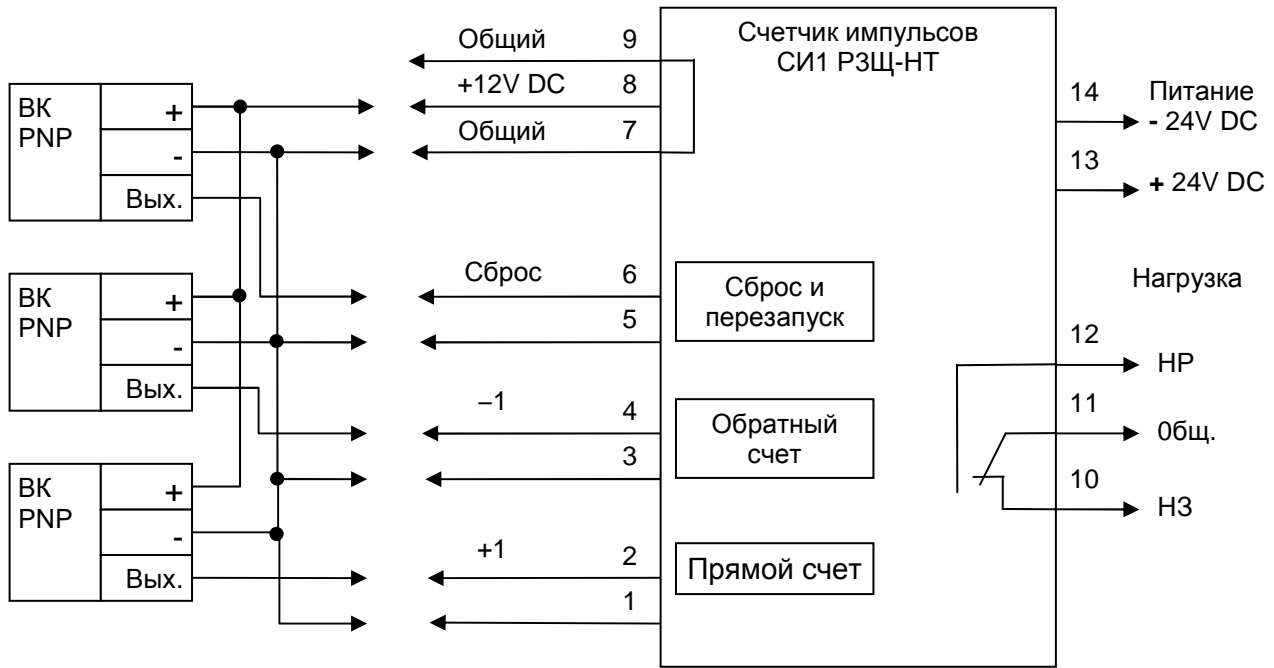 Счетчик импульсов
СИ1 Р3Щ-НТ
Общий 9
+12V DC 8
Общий 7
ВК
PNP
+
-
Вых.
14 Питание
- 24V DC
13
+ 24V DC
Сброс 6
5
Сброс и
перезапуск
ВК
PNP
+
-
Вых.
Нагрузка
12
НР
11
Общ.
10
НЗ
–1 4
3
Обратный
счет
ВК
PNP
+
-
Вых.
+1 2
1
Прямой счет